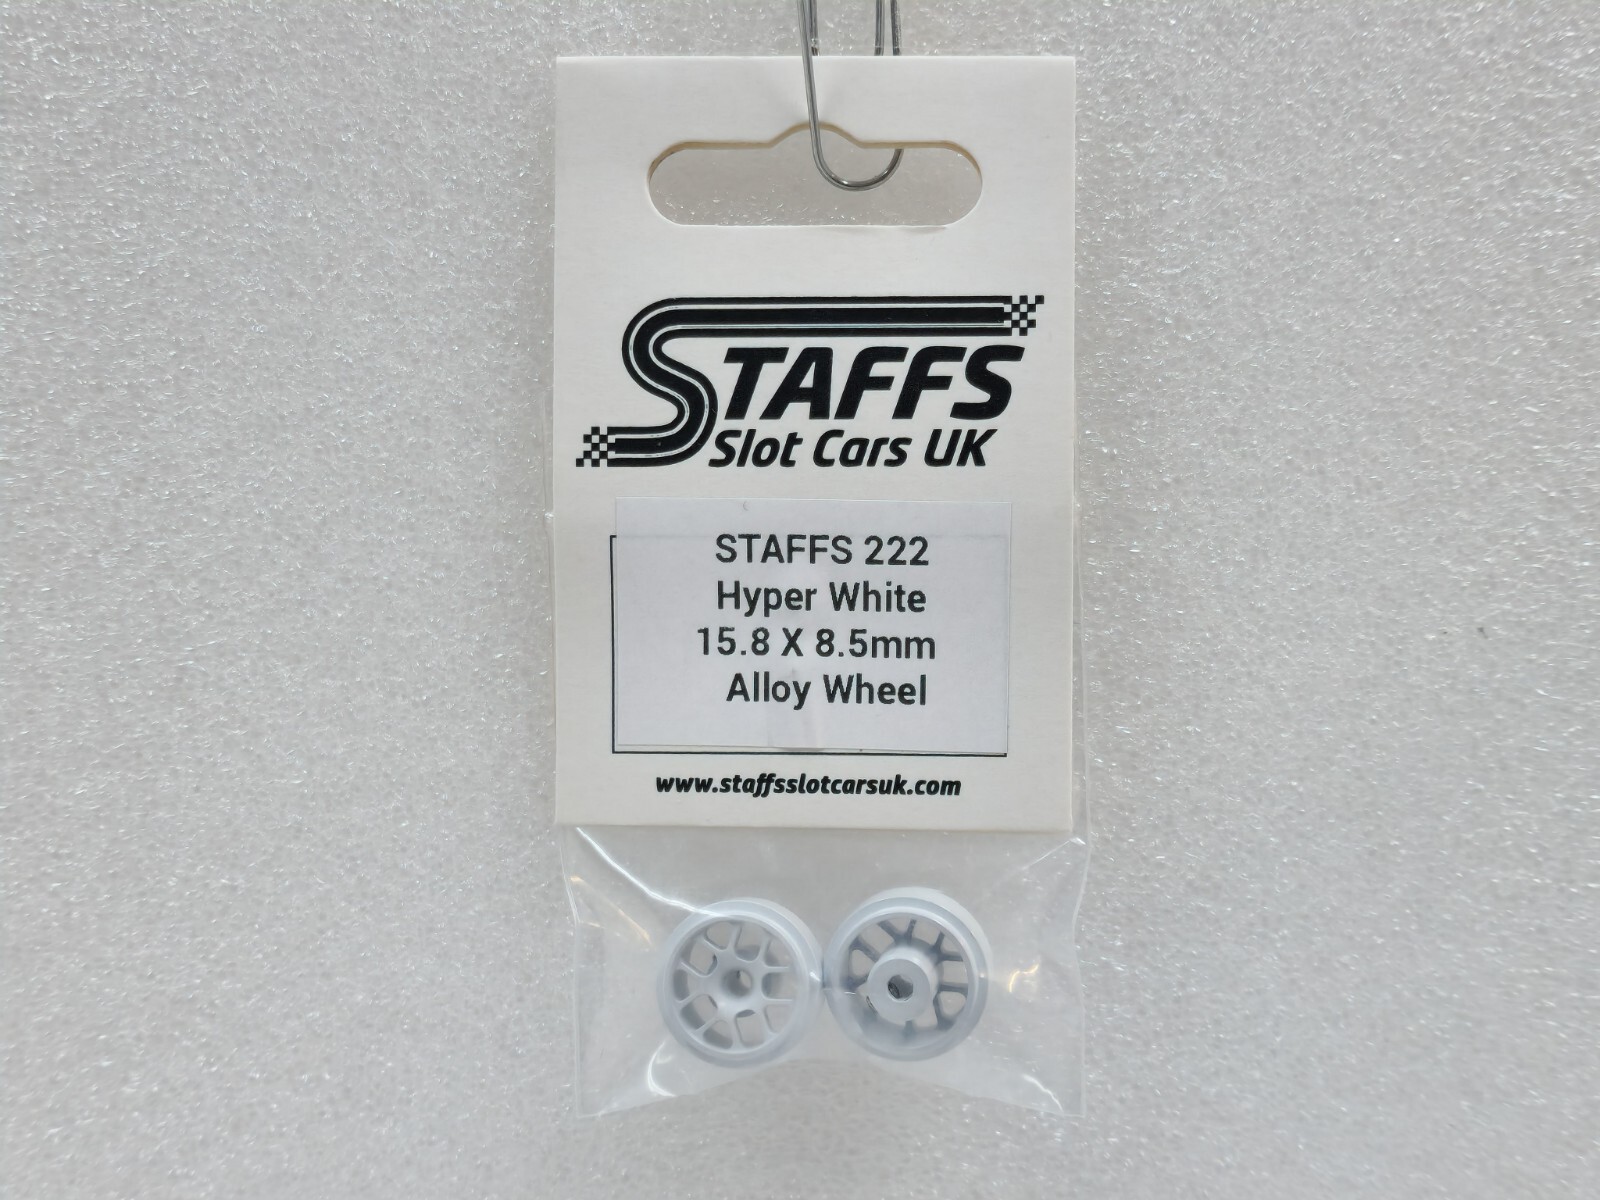 STAFFS
Slot Cars UK
STAFFS 222
Hyper White
15.8 X 8.5mm
Alloy Wheel
www.staffsslotcarsuk.com